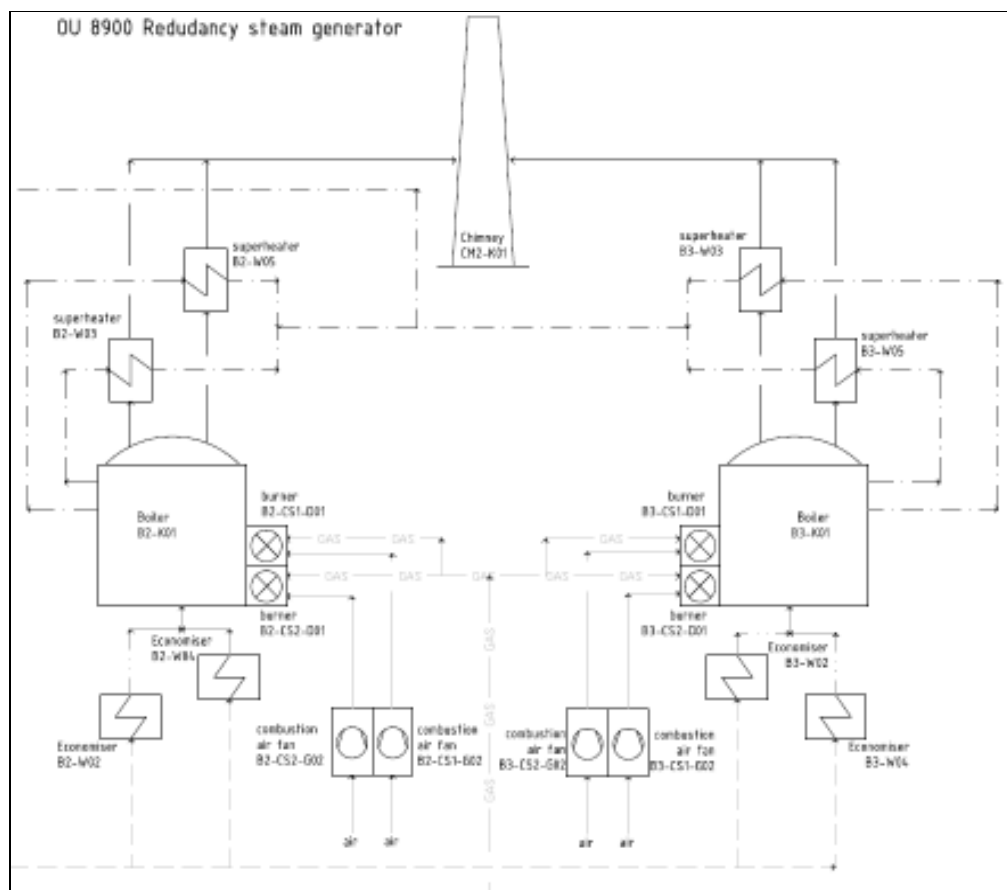 OU 8900 Redudancy steam generator
Chimney
CM2-K01
superheater
B2-W05
superheater
B3-W03
superheater
B2-W03
superheater
B3-W05
Boiler
B2-K01
burner
B2-CS1-D01
burner
B3-CS1-D01
Boiler
B3-K01
GAS
GAS
GAS
GAS
GAS
GAS
GAS
GAS
burner
B2-CS2-D01
burner
B3-CS2-D01
Economiser
B2-W04
Economiser
B3-W02
GAS
GAS
GAS
Economiser
B2-W02
combustion
air fan
B2-CS2-G02
combustion
air fan
B2-CS1-G02
combustion
air fan
B3-CS2-G02
combustion
air fan
B3-CS1-G02
Economiser
B3-W04
air
air
air
air